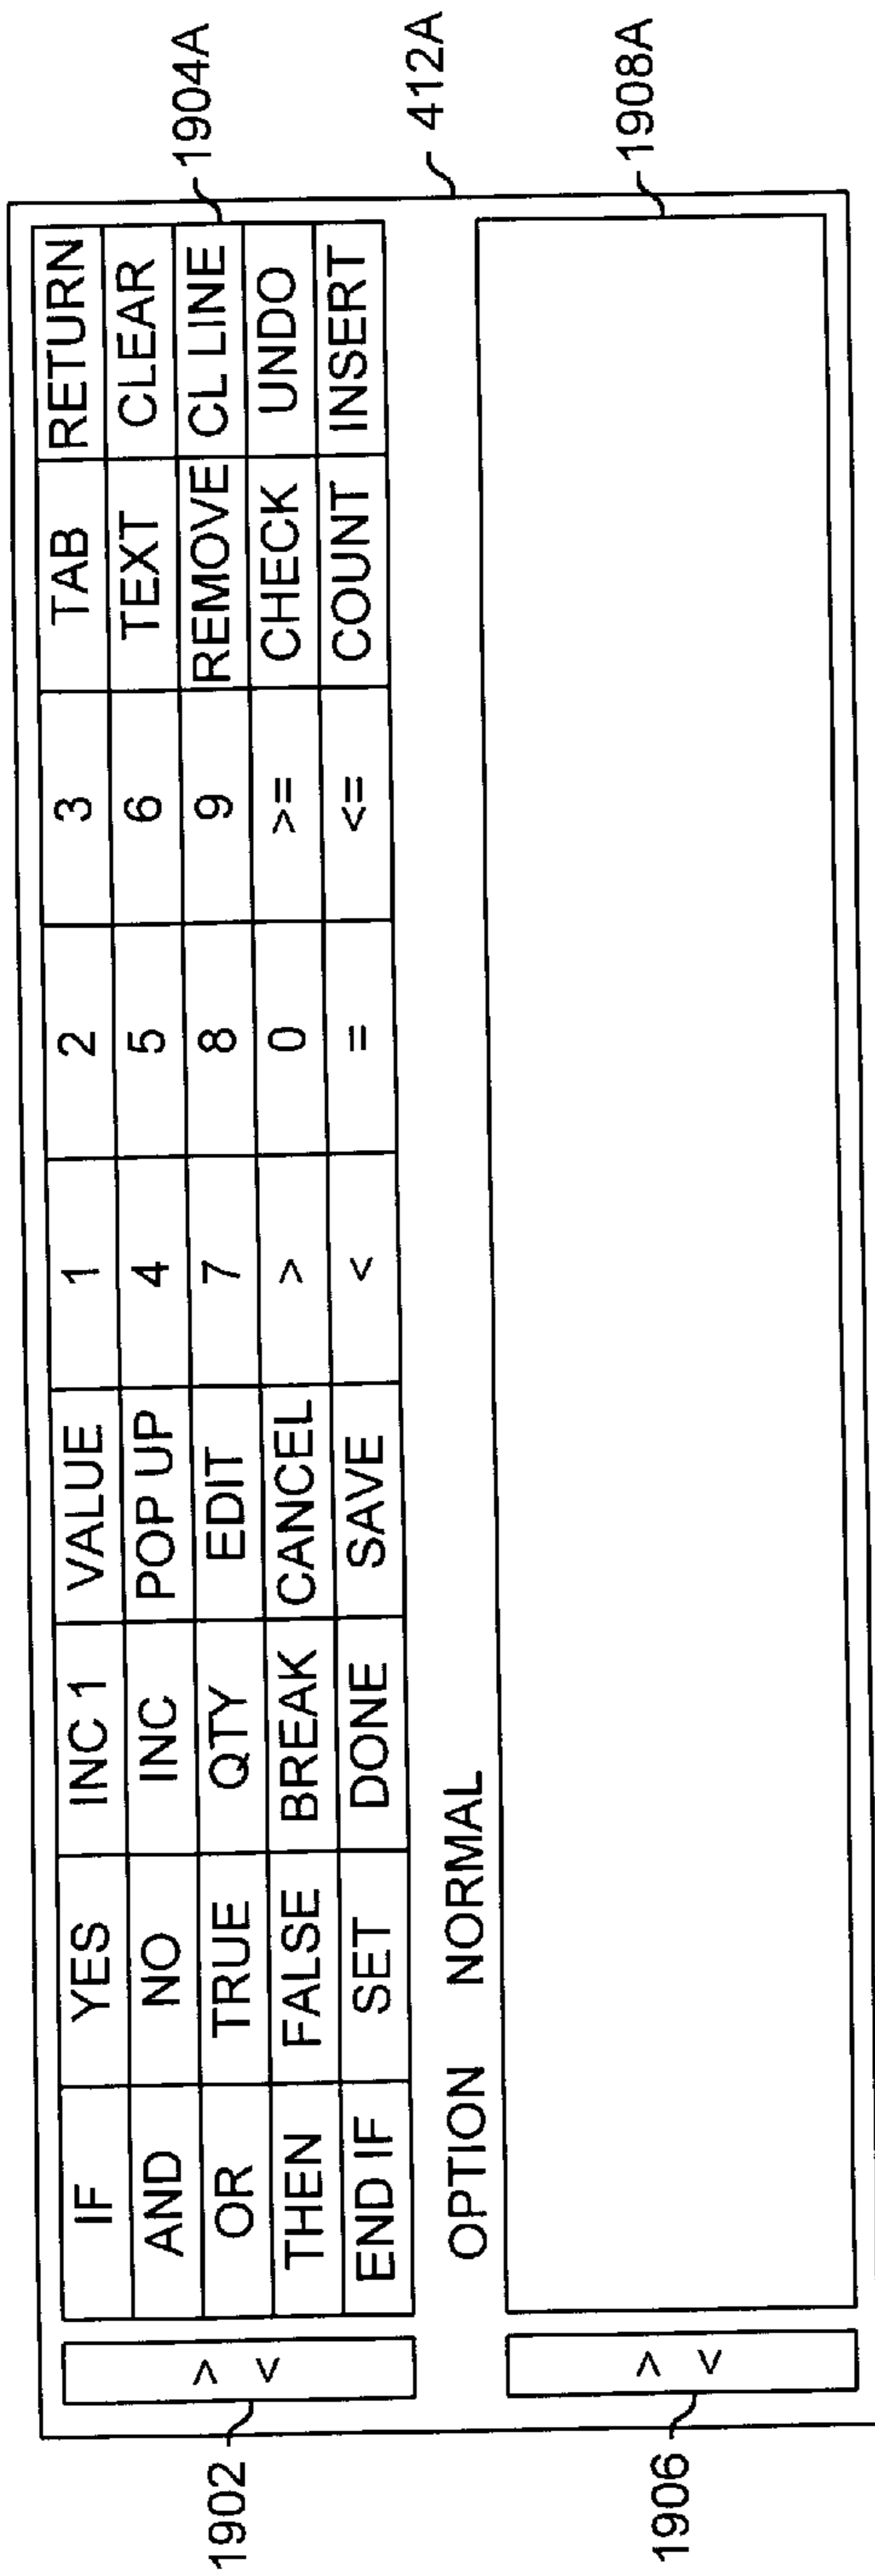 IF YES INC 1 VALUE 1 2 3 TAB RETURN
AND NO INC POP UP 4 5 6 TEXT CLEAR
OR TRUE QTY EDIT 7 8 9 REMOVE CL LINE
THEN FALSE BREAK CANCEL > 0 >= CHECK UNDO
END IF SET DONE SAVE < = <= COUNT INSERT
∧
∨
1902
1904A
412A
OPTION NORMAL
∧
∨
1906
1908A